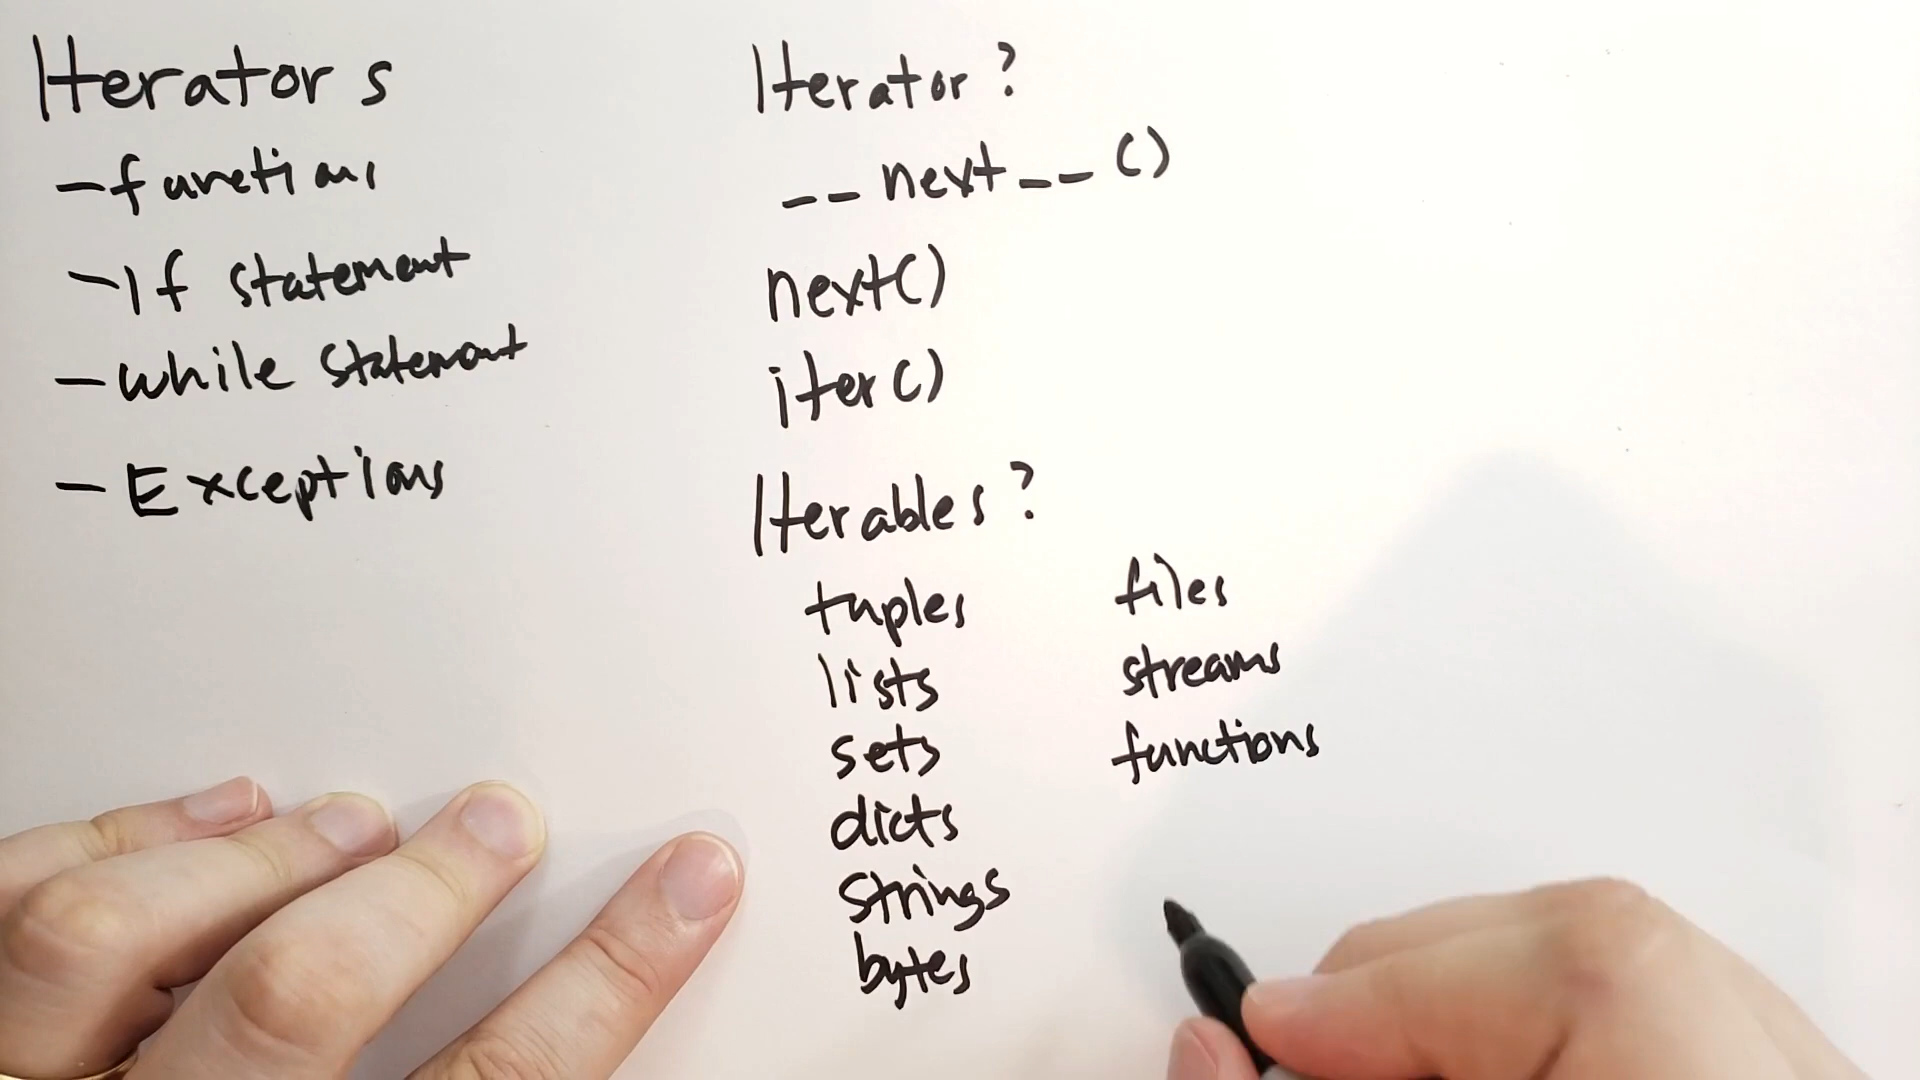 Iterators
- functions
- If statement
- while statement
- Exceptions
Iterator?
__next__()
next()
iter()
Iterables?
tuples
lists
sets
dicts
strings
bytes
files
streams
functions